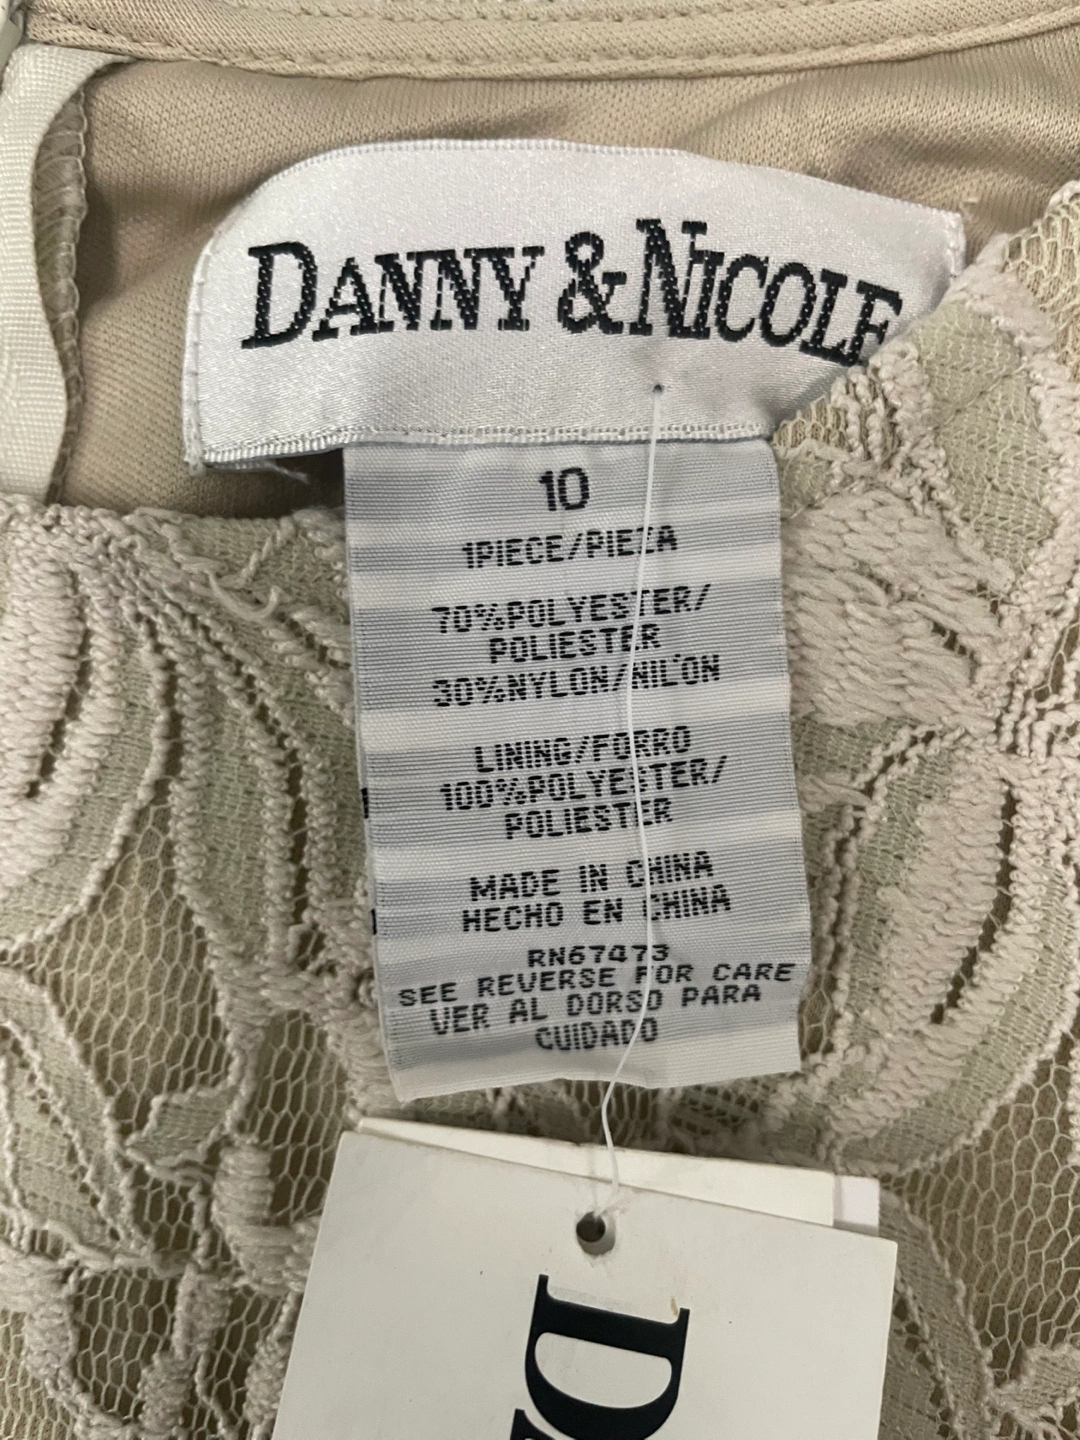 DANNY & NICOLE
10
1PIECE/PIEZA
70%POLYESTER/
POLIESTER
30%NYLON/NIL'ON
LINING/FORRO
100%POLYESTER/
POLIESTER
MADE IN CHINA
HECHO EN CHINA
RN67473
SEE REVERSE FOR CARE
VER AL DORSO PARA
CUIDADO